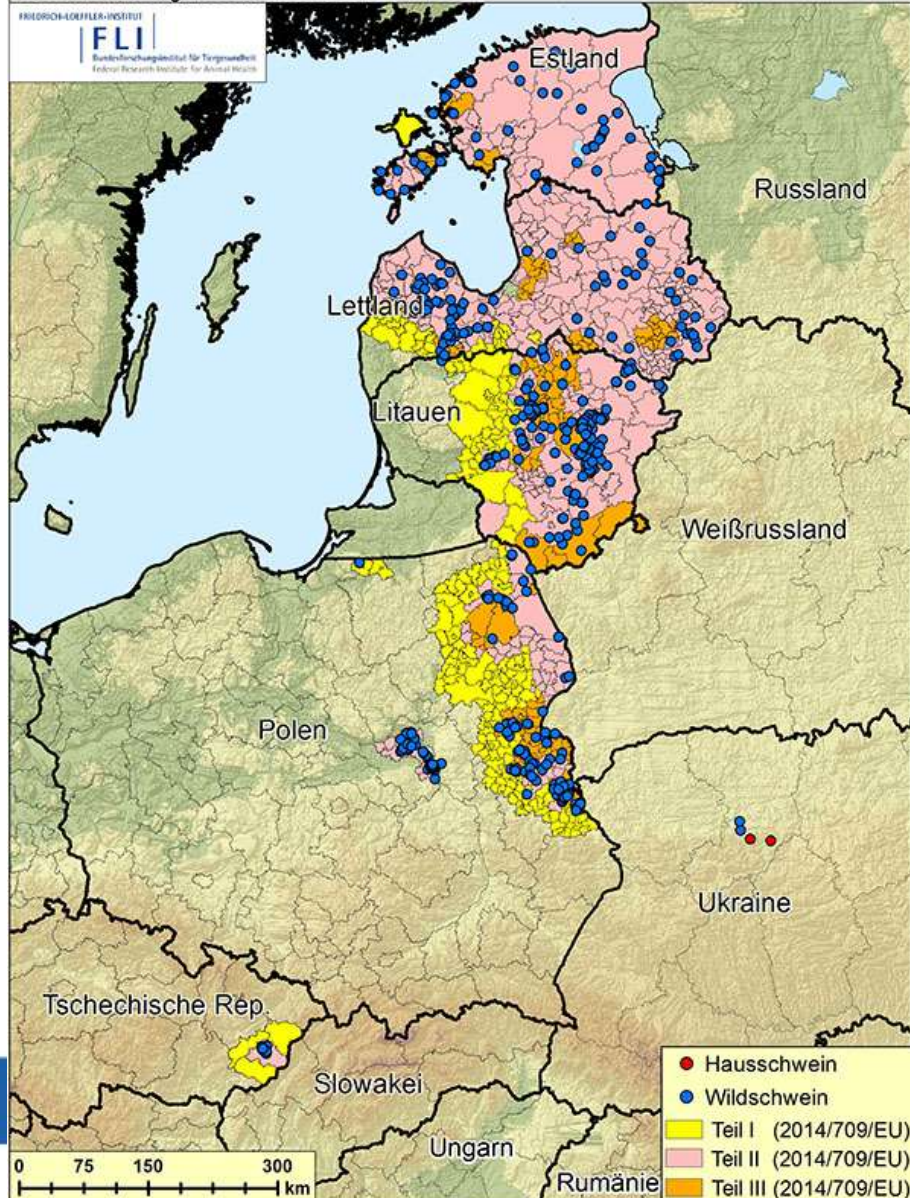 FRIEDRICH-LOEFFLER-INSTITUT
FLI
Bundesforschungsinstitut für Tiergesundheit
Federal Research Institute for Animal Health
Estland
Russland
Lettland
Litauen
Weißrussland
Polen
Ukraine
Tschechische Rep.
Slowakei
Ungarn
Rumänie
Hausschwein
Wildschwein
Teil I (2014/709/EU)
Teil II (2014/709/EU)
Teil III (2014/709/EU)
0 75 150 300
km